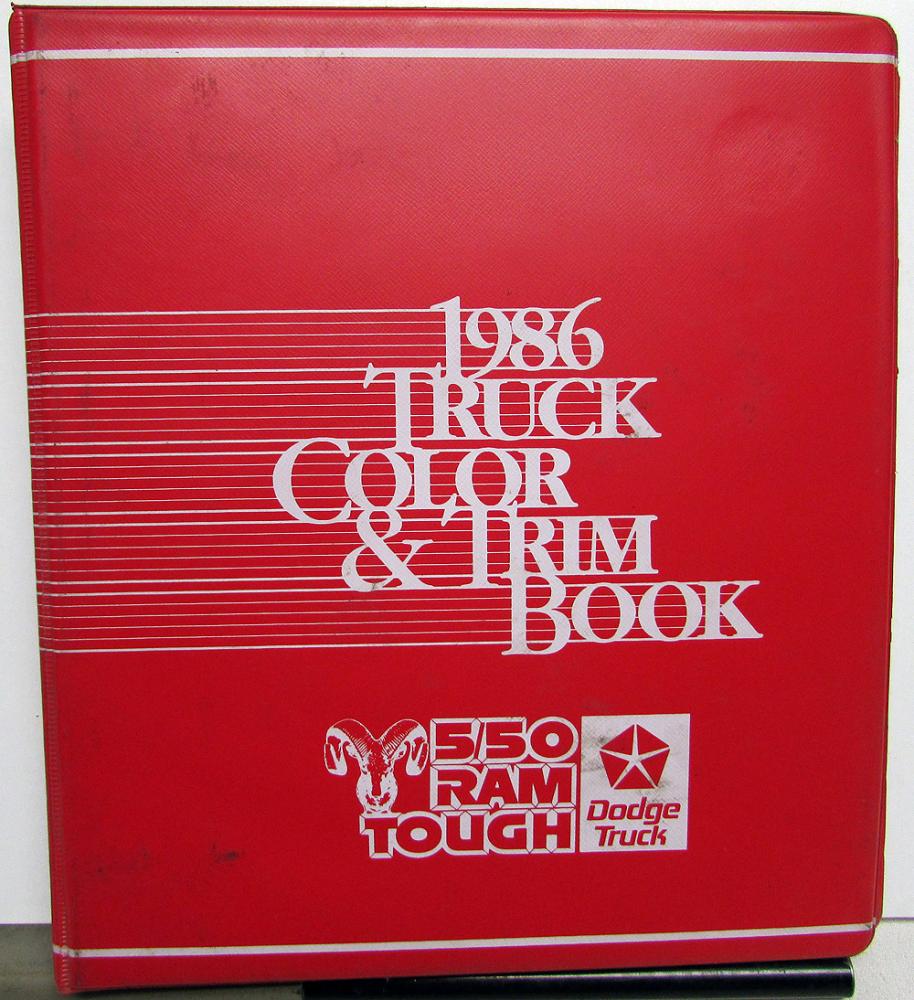 1986
TRUCK
COLOR
& TRIM
BOOK
5/50
RAM
TOUGH
Dodge
Truck